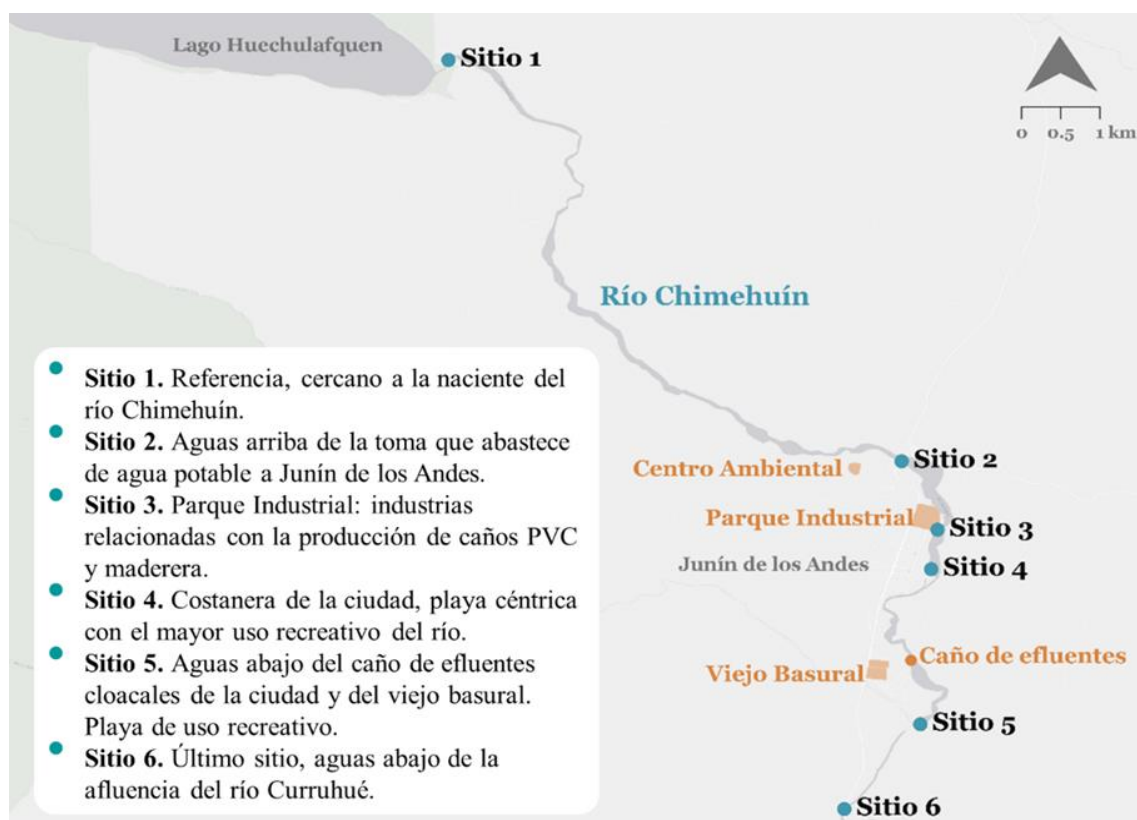 Lago Huechulafquen
Sitio 1
0 0.5 1 km
Río Chimehuín
Sitio 1. Referencia, cercano a la naciente del
río Chimehuín.
Sitio 2. Aguas arriba de la toma que abastece
de agua potable a Junín de los Andes.
Sitio 3. Parque Industrial: industrias
relacionadas con la producción de caños PVC
y maderera.
Sitio 4. Costanera de la ciudad, playa céntrica
con el mayor uso recreativo del río.
Sitio 5. Aguas abajo del caño de efluentes
cloacales de la ciudad y del viejo basural.
Playa de uso recreativo.
Sitio 6. Último sitio, aguas abajo de la
afluencia del río Curruhué.
Centro Ambiental
Sitio 2
Parque Industrial
Sitio 3
Junín de los Andes
Sitio 4
Caño de efluentes
Viejo Basural
Sitio 5
Sitio 6